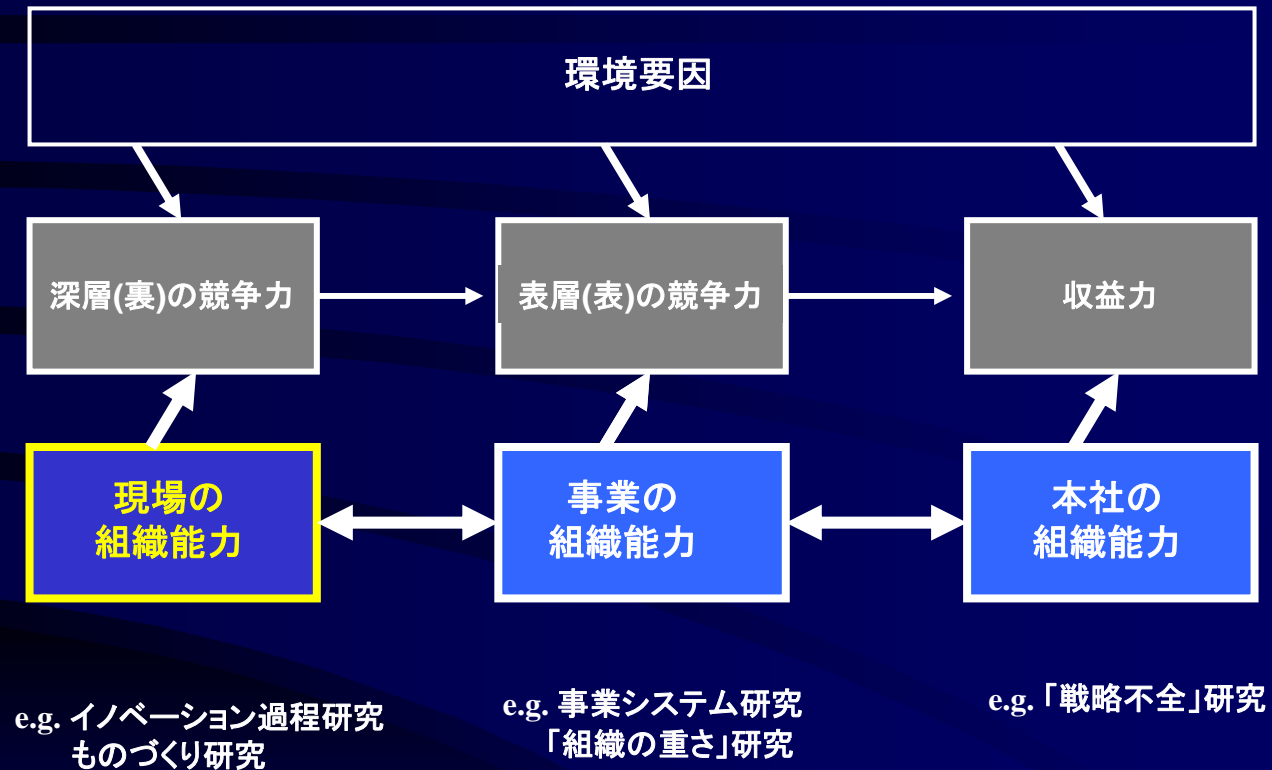 環境要因
深層(裏)の競争力
表層(表)の競争力
収益力
現場の
組織能力
事業の
組織能力
本社の
組織能力
e.g. イノベーション過程研究
ものづくり研究
e.g. 事業システム研究
「組織の重さ」研究
e.g.「戦略不全」研究